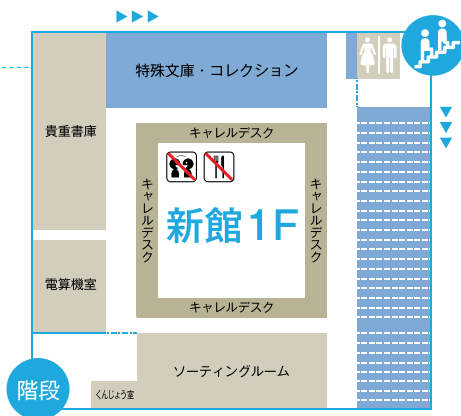 特殊文庫・コレクション
貴重書庫
キャレルデスク
キャレルデスク
キャレルデスク
新館1F
電算機室
キャレルデスク
ソーティングルーム
くんじょう室
階段